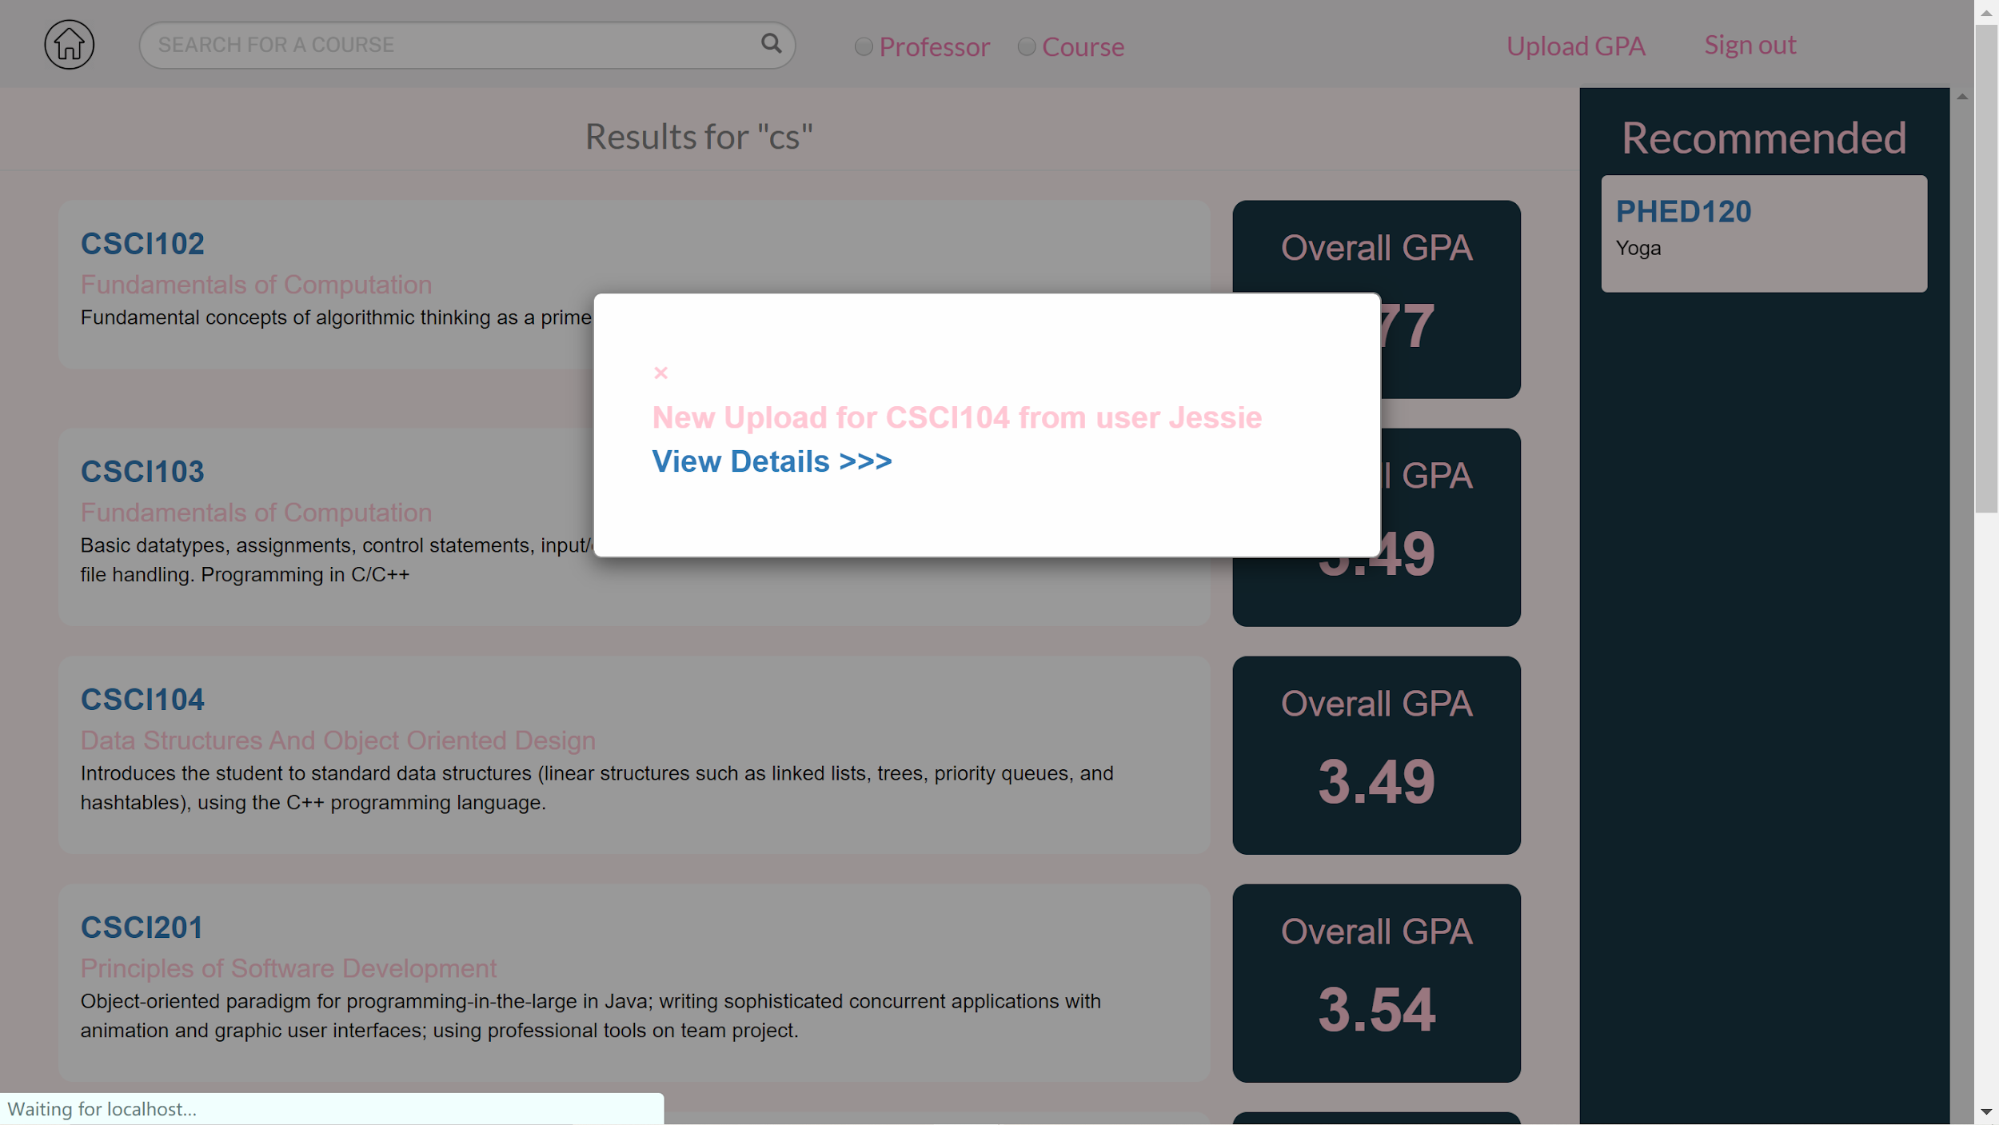 SEARCH FOR A COURSE
Professor
Course
Upload GPA
Sign out
Results for "cs"
Recommended
PHED120
Yoga
CSCI102
Fundamentals of Computation
Fundamental concepts of algorithmic thinking as a prime
Overall GPA
77
×
New Upload for CSCI104 from user Jessie
View Details >>>
CSCI103
Fundamentals of Computation
Basic datatypes, assignments, control statements, input/
file handling. Programming in C/C++
l GPA
3.49
CSCI104
Data Structures And Object Oriented Design
Introduces the student to standard data structures (linear structures such as linked lists, trees, priority queues, and
hashtables), using the C++ programming language.
Overall GPA
3.49
CSCI201
Principles of Software Development
Object-oriented paradigm for programming-in-the-large in Java; writing sophisticated concurrent applications with
animation and graphic user interfaces; using professional tools on team project.
Overall GPA
3.54
Waiting for localhost...